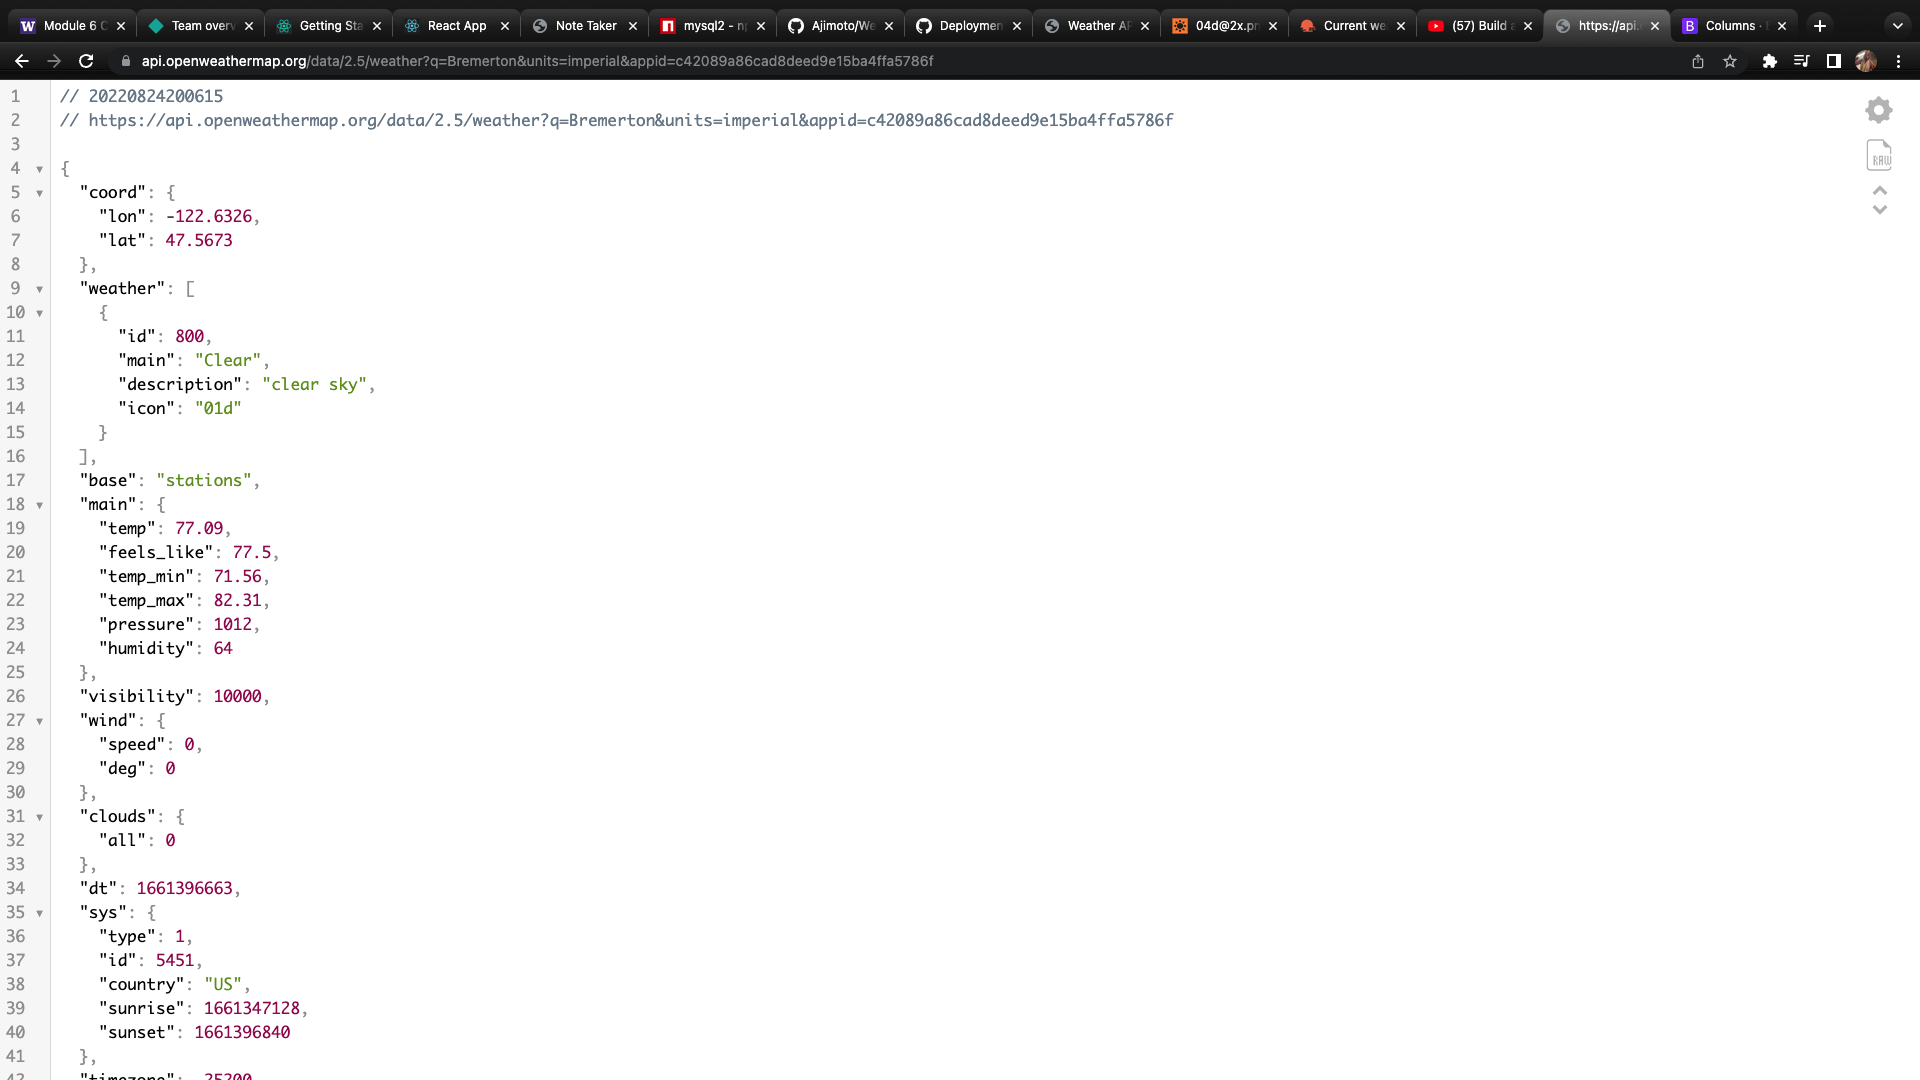 Module 6 C
Team overv
Getting Sta
React App
Note Taker
mysql2 - n
Ajimoto/We
Deploymen
Weather AP
04d@2x.pn
Current we
(57) Build a
https://api.
Columns · B
api.openweathermap.org/data/2.5/weather?q=Bremerton&units=imperial&appid=c42089a86cad8deed9e15ba4ffa5786f
1 // 20220824200615
2 // https://api.openweathermap.org/data/2.5/weather?q=Bremerton&units=imperial&appid=c42089a86cad8deed9e15ba4ffa5786f
3
4 {
5 "coord": {
6 "lon": -122.6326,
7 "lat": 47.5673
8 },
9 "weather": [
10 {
11 "id": 800,
12 "main": "Clear",
13 "description": "clear sky",
14 "icon": "01d"
15 }
16 ],
17 "base": "stations",
18 "main": {
19 "temp": 77.09,
20 "feels_like": 77.5,
21 "temp_min": 71.56,
22 "temp_max": 82.31,
23 "pressure": 1012,
24 "humidity": 64
25 },
26 "visibility": 10000,
27 "wind": {
28 "speed": 0,
29 "deg": 0
30 },
31 "clouds": {
32 "all": 0
33 },
34 "dt": 1661396663,
35 "sys": {
36 "type": 1,
37 "id": 5451,
38 "country": "US",
39 "sunrise": 1661347128,
40 "sunset": 1661396840
41 },
42 "timezone": -25200
RAW